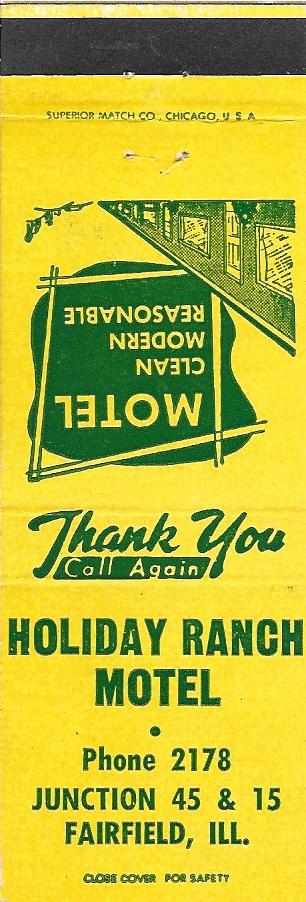 SUPERIOR MATCH CO., CHICAGO, U S A
MOTEL
CLEAN
MODERN
REASONABLE
Thank You
Call Again
HOLIDAY RANCH
MOTEL
•
Phone 2178
JUNCTION 45 & 15
FAIRFIELD, ILL.
CLOSE COVER FOR SAFETY